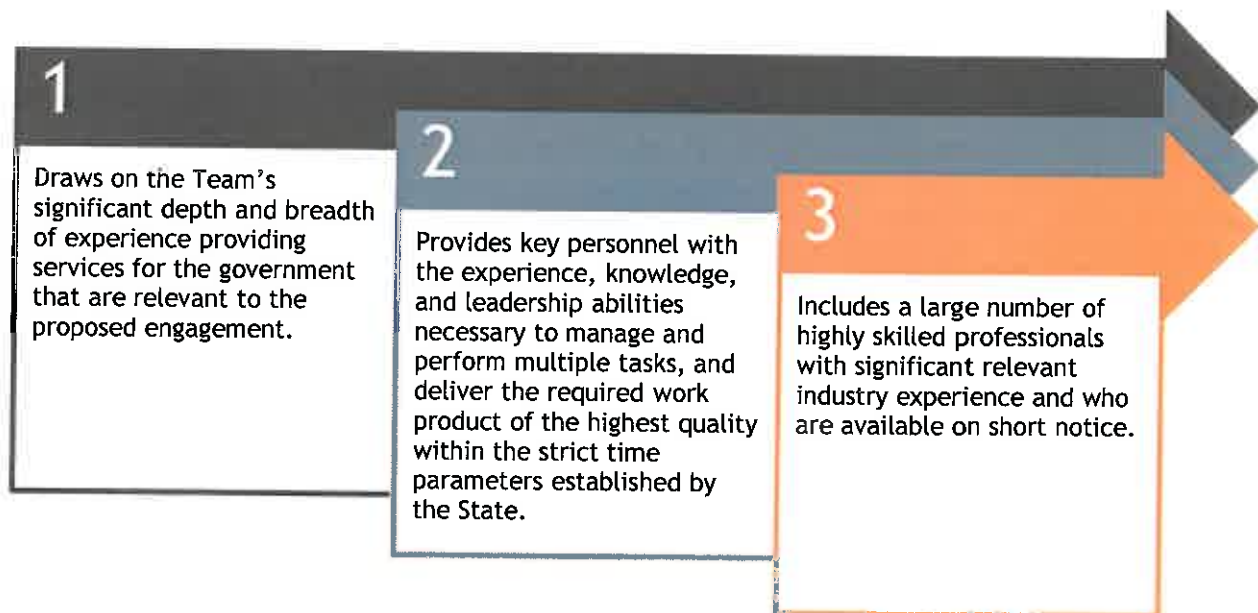 1
Draws on the Team's
significant depth and breadth
of experience providing
services for the government
that are relevant to the
proposed engagement.
2
Provides key personnel with
the experience, knowledge,
and leadership abilities
necessary to manage and
perform multiple tasks, and
deliver the required work
product of the highest quality
within the strict time
parameters established by
the State.
3
Includes a large number of
highly skilled professionals
with significant relevant
industry experience and who
are available on short notice.